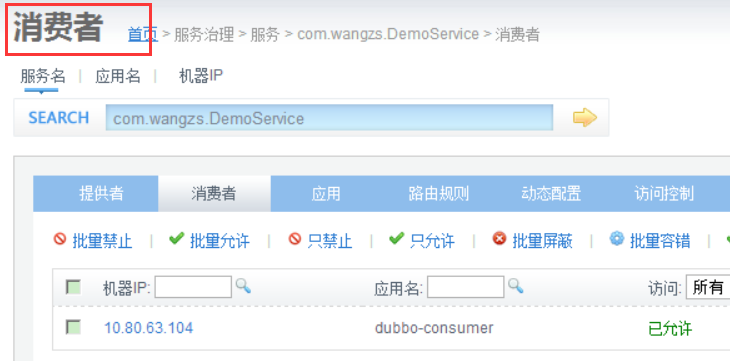 消费者 首页 > 服务治理 > 服务 > com.wangzs.DemoService > 消费者
服务名 | 应用名 | 机器IP
SEARCH com.wangzs.DemoService
提供者 消费者 应用 路由规则 动态配置 访问控制
批量禁止 | 批量允许 | 只禁止 | 只允许 | 批量屏蔽 | 批量容错 |
机器IP: 应用名: 访问: 所有
10.80.63.104 dubbo-consumer 已允许